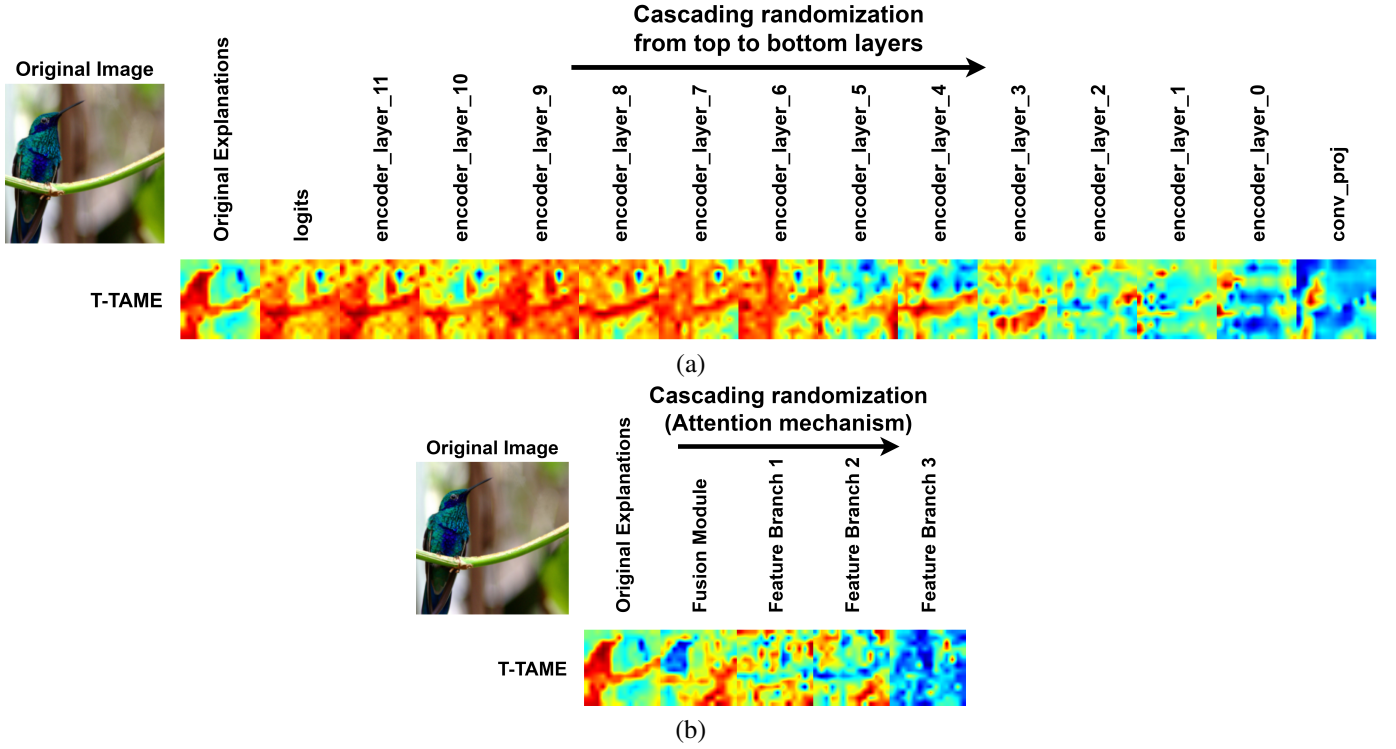 Cascading randomization
from top to bottom layers
Original Image
Original Explanations
logits
encoder_layer_11
encoder_layer_10
encoder_layer_9
encoder_layer_8
encoder_layer_7
encoder_layer_6
encoder_layer_5
encoder_layer_4
encoder_layer_3
encoder_layer_2
encoder_layer_1
encoder_layer_0
conv_proj
T-TAME
(a)
Cascading randomization
(Attention mechanism)
Original Image
Original Explanations
Fusion Module
Feature Branch 1
Feature Branch 2
Feature Branch 3
T-TAME
(b)